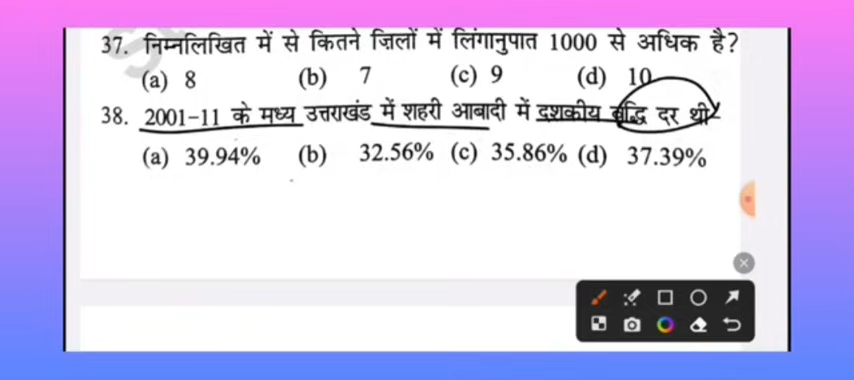 37. निम्नलिखित में से कितने ज़िलों में लिंगानुपात 1000 से अधिक है?
(a) 8 (b) 7 (c) 9 (d) 10
38. 2001-11 के मध्य उत्तराखंड में शहरी आबादी में दशकीय वृद्धि दर थी
(a) 39.94% (b) 32.56% (c) 35.86% (d) 37.39%